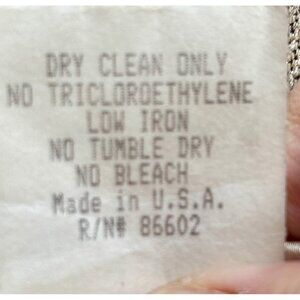 DRY CLEAN ONLY
NO TRICLOROETHYLENE
LOW IRON
NO TUMBLE DRY
NO BLEACH
Made in U.S.A.
R/N# 86602